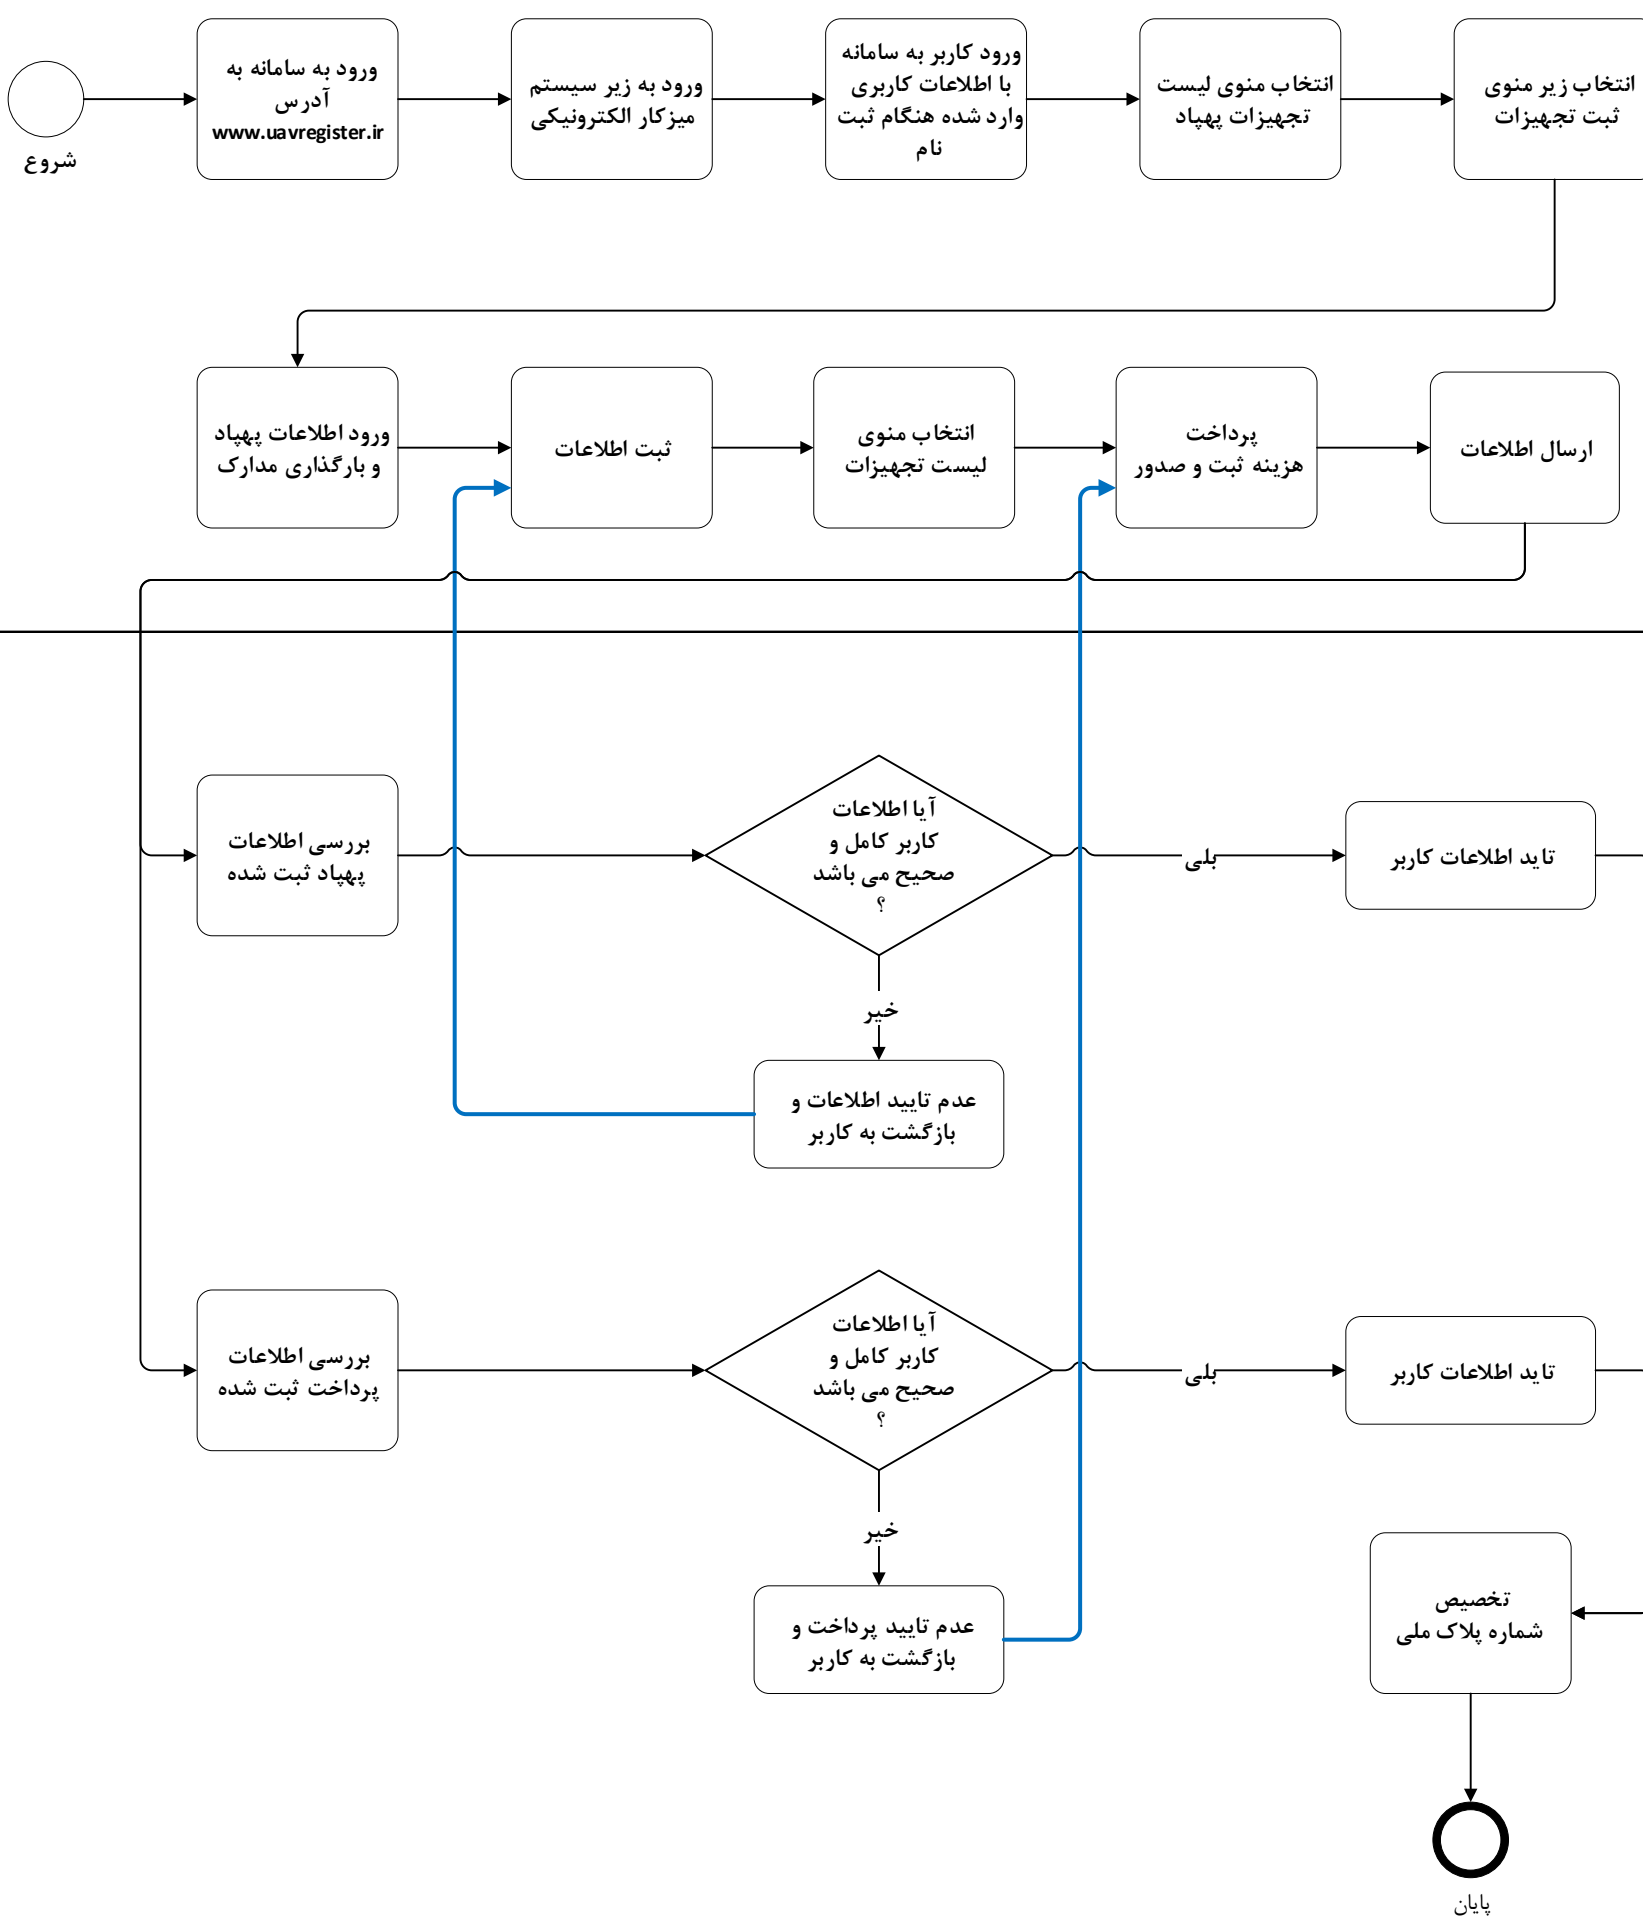 شروع
ورود به سامانه به
آدرس
www.uavregister.ir
ورود به زیر سیستم
میزکار الکترونیکی
ورود کاربر به سامانه
با اطلاعات کاربری
وارد شده هنگام ثبت
نام
انتخاب منوی لیست
تجهیزات پهپاد
انتخاب زیر منوی
ثبت تجهیزات
ورود اطلاعات پهپاد
و بارگذاری مدارک
ثبت اطلاعات
انتخاب منوی
لیست تجهیزات
پرداخت
هزینه ثبت و صدور
ارسال اطلاعات
بررسی اطلاعات
پهپاد ثبت شده
آیا اطلاعات
کاربر کامل و
صحیح می باشد
؟
بلی
تاید اطلاعات کاربر
خیر
عدم تایید اطلاعات و
بازگشت به کاربر
بررسی اطلاعات
پرداخت ثبت شده
آیا اطلاعات
کاربر کامل و
صحیح می باشد
؟
بلی
تاید اطلاعات کاربر
خیر
عدم تایید پرداخت و
بازگشت به کاربر
تخصیص
شماره پلاک ملی
پایان